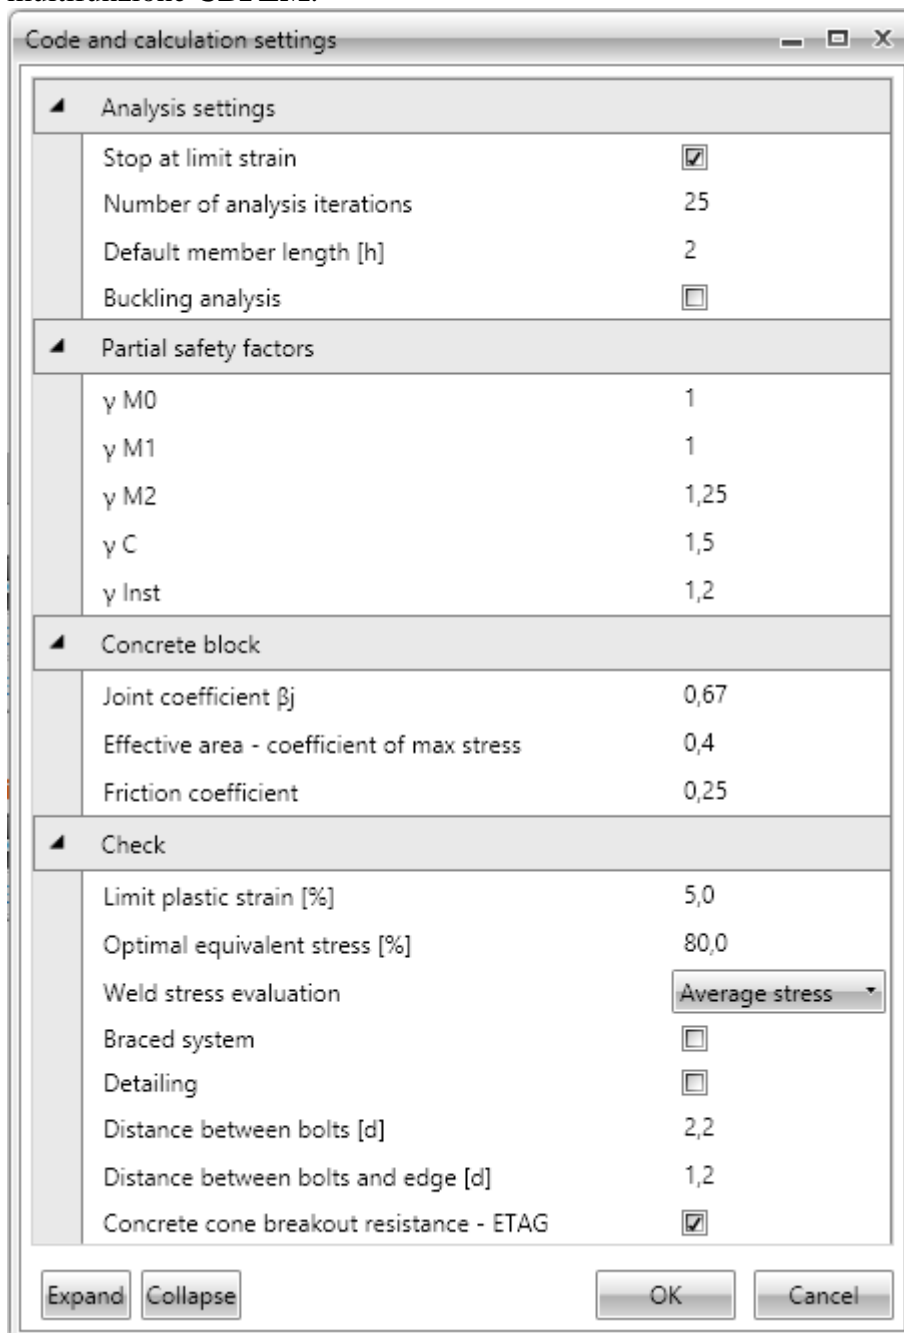 Code and calculation settings
Analysis settings
Stop at limit strain
Number of analysis iterations 25
Default member length [h] 2
Buckling analysis
Partial safety factors
γ M0 1
γ M1 1
γ M2 1,25
γ C 1,5
γ Inst 1,2
Concrete block
Joint coefficient βj 0,67
Effective area - coefficient of max stress 0,4
Friction coefficient 0,25
Check
Limit plastic strain [%] 5,0
Optimal equivalent stress [%] 80,0
Weld stress evaluation Average stress
Braced system
Detailing
Distance between bolts [d] 2,2
Distance between bolts and edge [d] 1,2
Concrete cone breakout resistance - ETAG
Expand Collapse OK Cancel